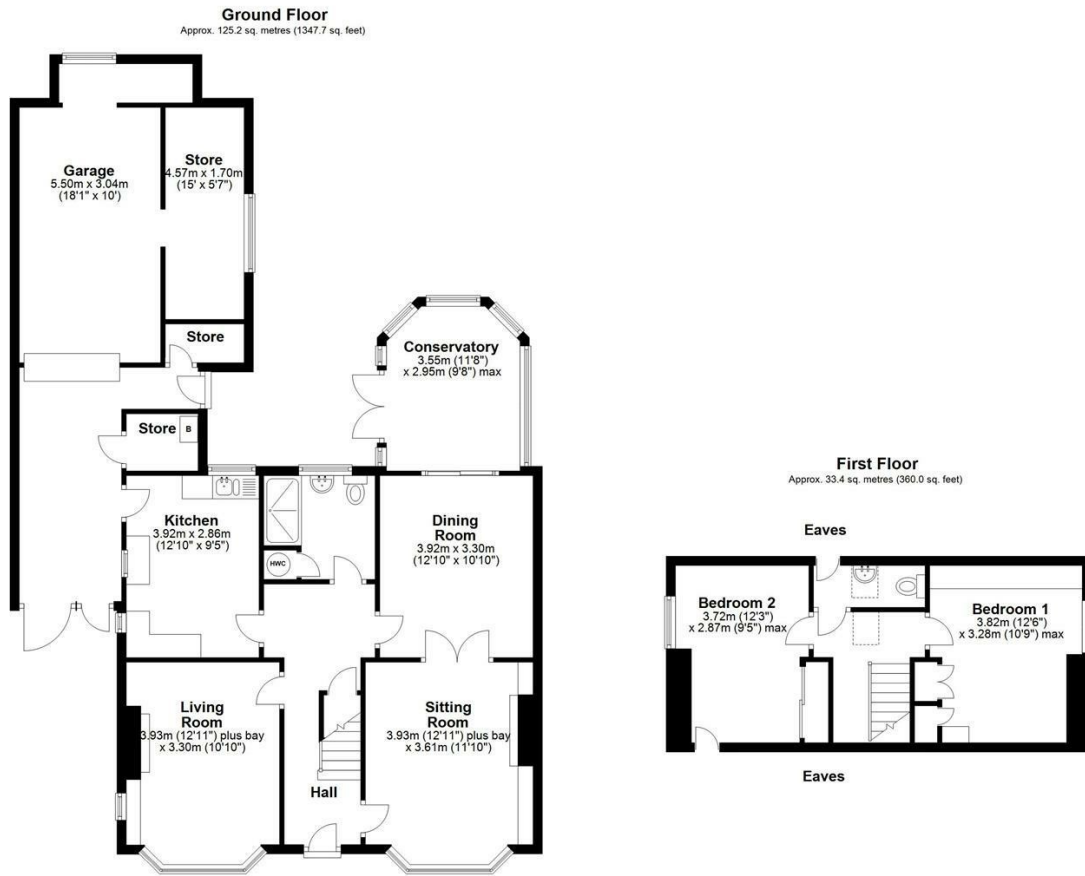 Ground Floor
Approx. 125.2 sq. metres (1347.7 sq. feet)
Garage
5.50m x 3.04m
(18'1" x 10')
Store
4.57m x 1.70m
(15' x 5'7")
Store
Conservatory
3.55m (11'8")
x 2.95m (9'8") max
Store
B
Kitchen
3.92m x 2.86m
(12'10" x 9'5")
HWC
Dining
Room
3.92m x 3.30m
(12'10" x 10'10")
Living
Room
3.93m (12'11") plus bay
x 3.30m (10'10")
Hall
Sitting
Room
3.93m (12'11") plus bay
x 3.61m (11'10")
First Floor
Approx. 33.4 sq. metres (360.0 sq. feet)
Eaves
Bedroom 2
3.72m (12'3")
x 2.87m (9'5") max
Bedroom 1
3.82m (12'6")
x 3.28m (10'9") max
Eaves